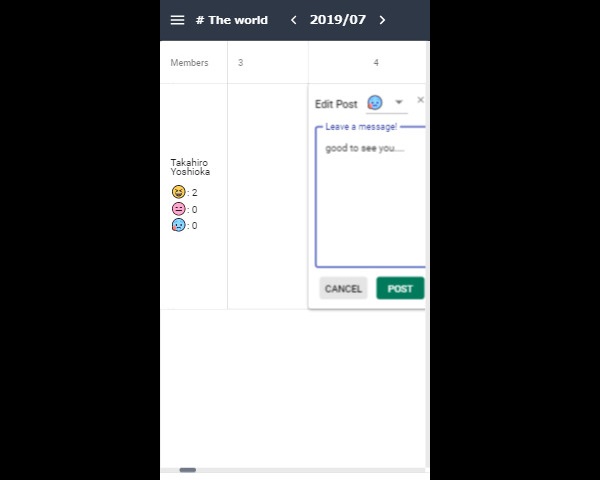 # The world
2019/07
Members
3
4
Edit Post
Leave a message!
good to see you....
Takahiro
Yoshioka
: 2
: 0
: 0
CANCEL
POST